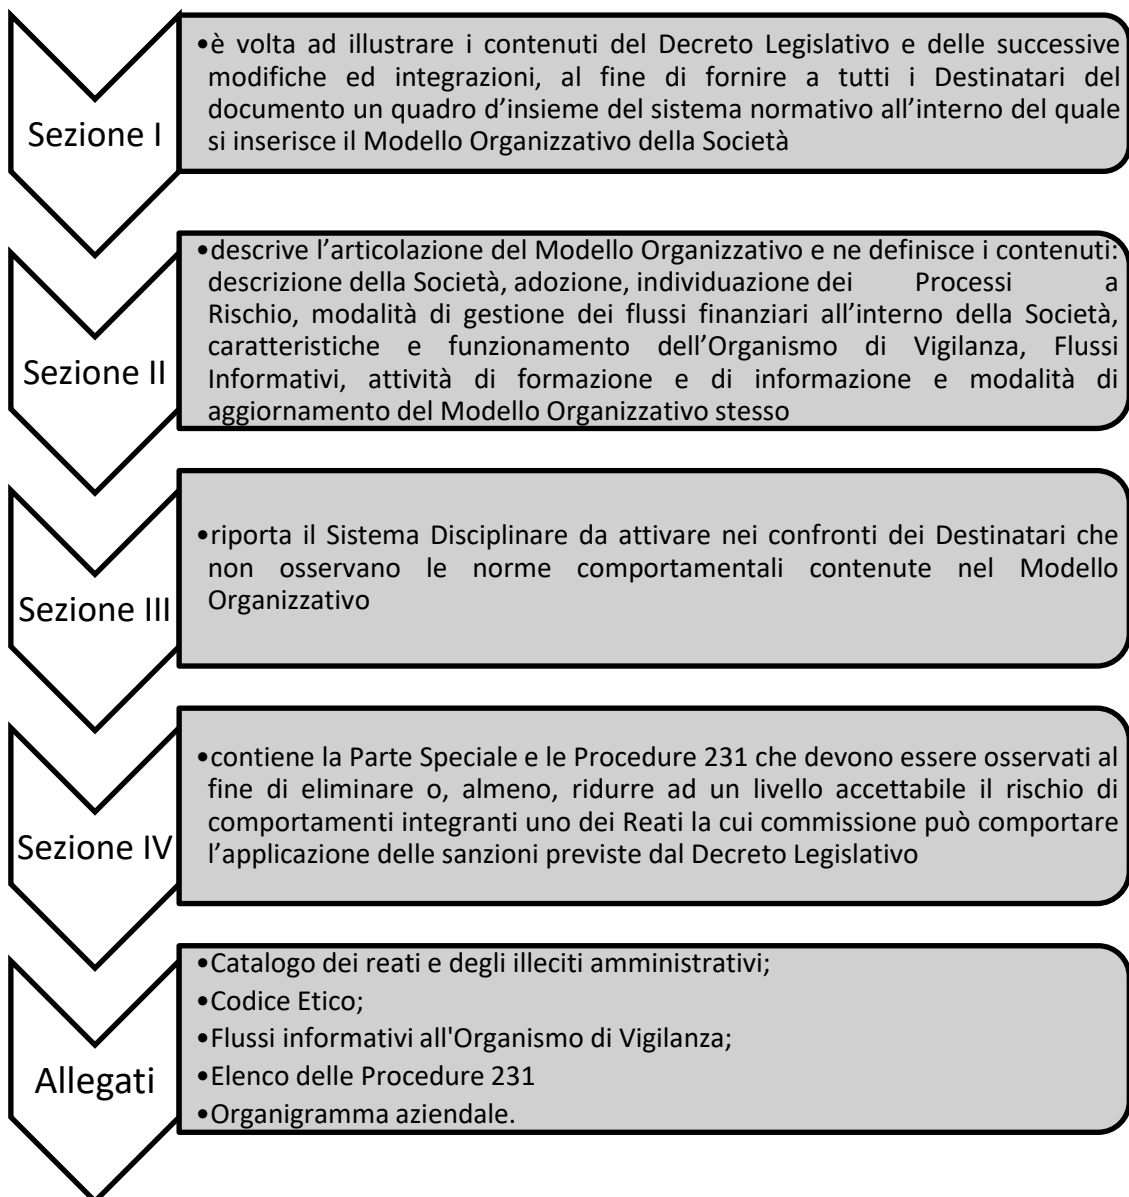 Sezione I
•è volta ad illustrare i contenuti del Decreto Legislativo e delle successive
modifiche ed integrazioni, al fine di fornire a tutti i Destinatari del
documento un quadro d’insieme del sistema normativo all’interno del quale
si inserisce il Modello Organizzativo della Società
Sezione II
•descrive l’articolazione del Modello Organizzativo e ne definisce i contenuti:
descrizione della Società, adozione, individuazione dei Processi a
Rischio, modalità di gestione dei flussi finanziari all’interno della Società,
caratteristiche e funzionamento dell’Organismo di Vigilanza, Flussi
Informativi, attività di formazione e di informazione e modalità di
aggiornamento del Modello Organizzativo stesso
Sezione III
•riporta il Sistema Disciplinare da attivare nei confronti dei Destinatari che
non osservano le norme comportamentali contenute nel Modello
Organizzativo
Sezione IV
•contiene la Parte Speciale e le Procedure 231 che devono essere osservati al
fine di eliminare o, almeno, ridurre ad un livello accettabile il rischio di
comportamenti integranti uno dei Reati la cui commissione può comportare
l’applicazione delle sanzioni previste dal Decreto Legislativo
Allegati
•Catalogo dei reati e degli illeciti amministrativi;
•Codice Etico;
•Flussi informativi all'Organismo di Vigilanza;
•Elenco delle Procedure 231
•Organigramma aziendale.